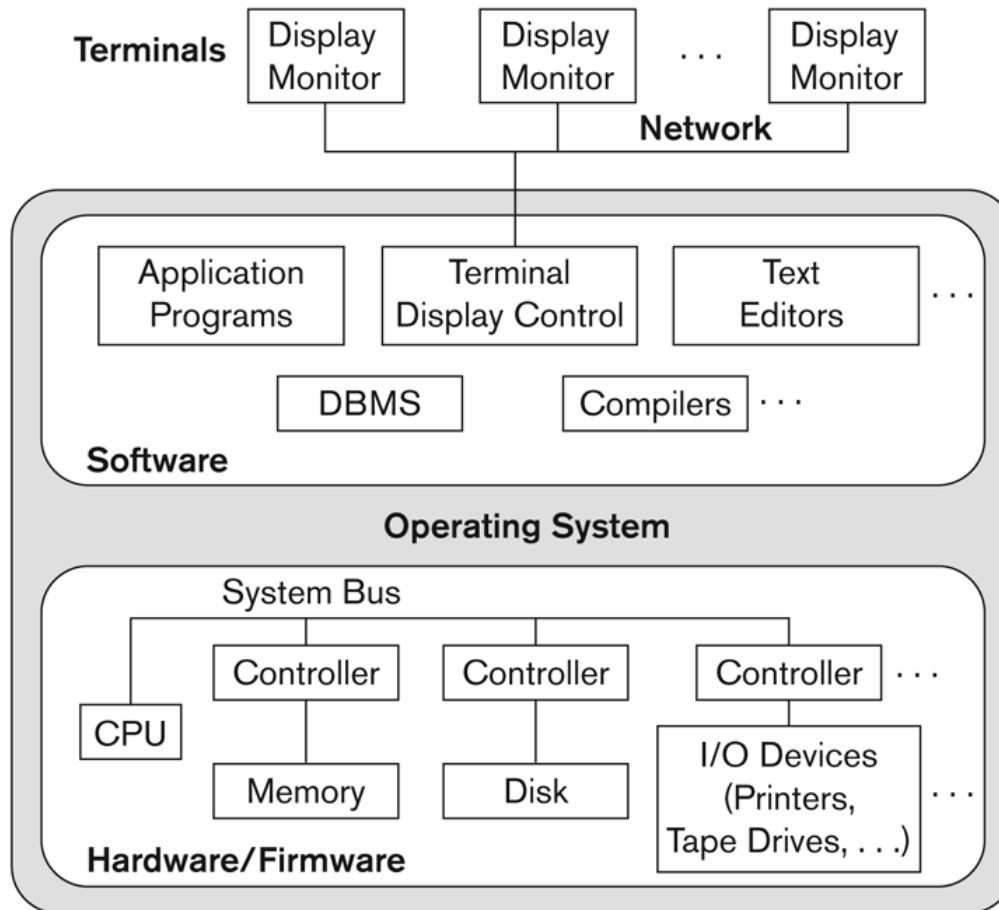 Terminals
Display
Monitor
Display
Monitor
. . .
Display
Monitor
Network
Application
Programs
Terminal
Display Control
Text
Editors
. . .
DBMS
Compilers
. . .
Software
Operating System
System Bus
Controller
Controller
Controller
. . .
CPU
Memory
Disk
I/O Devices
(Printers,
Tape Drives, . . .)
. . .
Hardware/Firmware